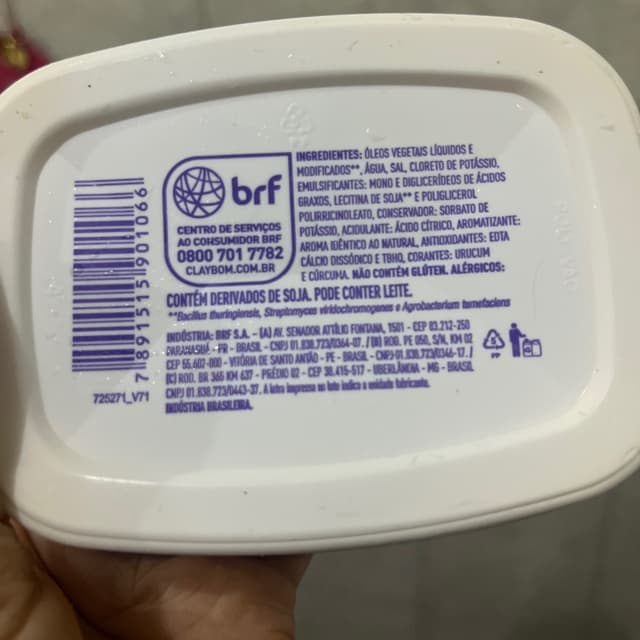 brf
CENTRO DE SERVIÇOS
AO CONSUMIDOR BRF
0800 701 7782
CLAYBOM.COM.BR
INGREDIENTES: ÓLEOS VEGETAIS LÍQUIDOS E
MODIFICADOS**, ÁGUA, SAL, CLORETO DE POTÁSSIO,
EMULSIFICANTES: MONO E DIGLICERÍDEOS DE ÁCIDOS
GRAXOS, LECITINA DE SOJA** E POLIGLICEROL
POLIRRICINOLEATO, CONSERVADOR: SORBATO DE
POTÁSSIO, ACIDULANTE: ÁCIDO CÍTRICO, AROMATIZANTE:
AROMA IDÊNTICO AO NATURAL, ANTIOXIDANTES: EDTA
CÁLCIO DISSÓDICO E TBHQ, CORANTES: URUCUM
E CÚRCUMA. NÃO CONTÉM GLÚTEN. ALÉRGICOS:
CONTÉM DERIVADOS DE SOJA. PODE CONTER LEITE.
**Bacillus thuringiensis, Streptomyces viridochromogenes e Agrobacterium tumefaciens
INDÚSTRIA: BRF S.A. - (A) AV. SENADOR ATTÍLIO FONTANA, 1501 - CEP 83.212-250
PARANAGUÁ - PR - BRASIL - CNPJ 01.838.723/0364-07. / (B) ROD. PE 050, S/N, KM 02
CEP 55.602-000 - VITÓRIA DE SANTO ANTÃO - PE - BRASIL - CNPJ 01.838.723/0346-17. /
(C) ROD. BR 365 KM 637 - PRÉDIO 02 - CEP 38.415-517 - UBERLÂNDIA - MG - BRASIL
CNPJ 01.838.723/0443-37. A letra impressa no lote indica a unidade fabricante.
INDÚSTRIA BRASILEIRA.
7 891515 901066
725271_V71
PP